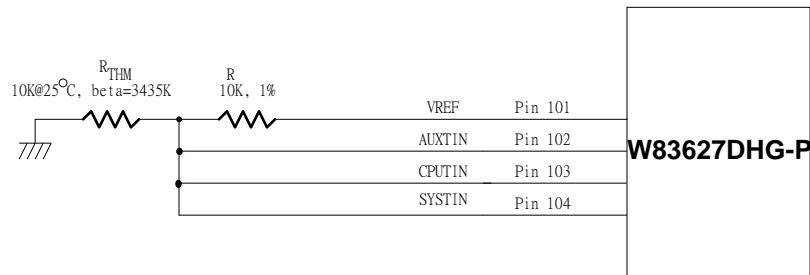 R_THM
10K@25°C, beta=3435K
R
10K, 1%
VREF Pin 101
AUXTIN Pin 102
CPUTIN Pin 103
SYSTIN Pin 104
W83627DHG-P